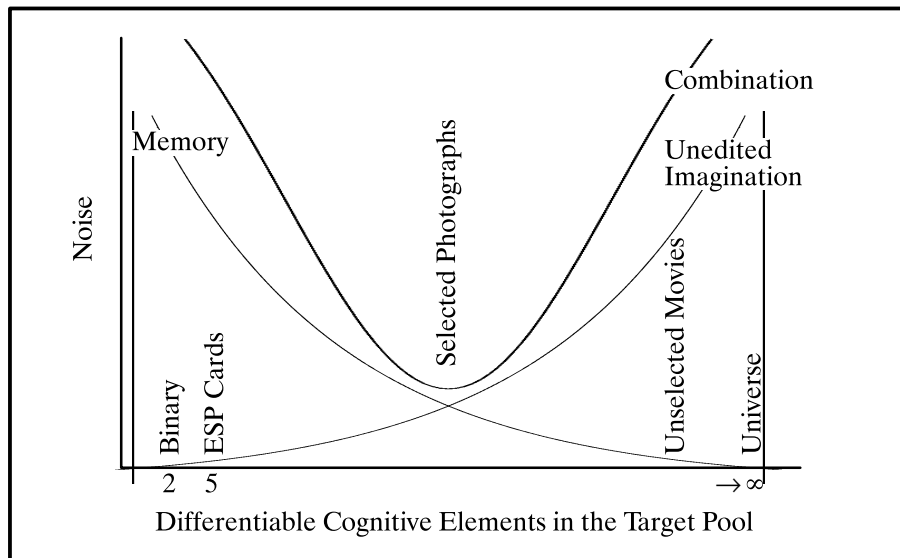 Combination
Memory
Unedited
Imagination
Noise
Selected Photographs
Unselected Movies
Binary
ESP Cards
Universe
2
5
→ ∞
Differentiable Cognitive Elements in the Target Pool